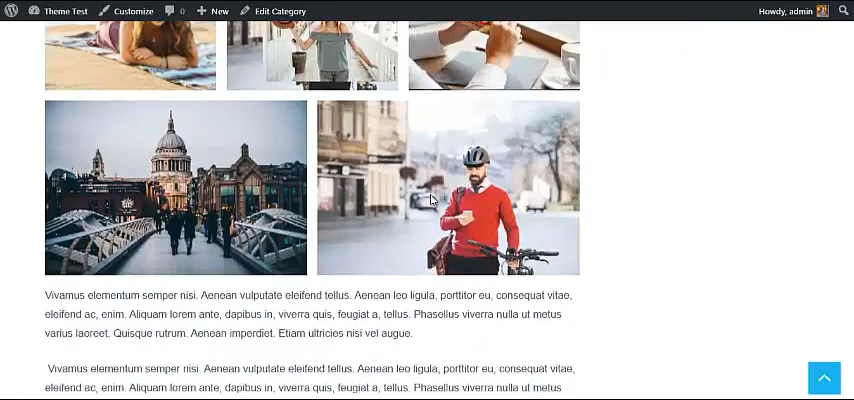 Theme Test Customize 0 New Edit Category Howdy, admin
Vivamus elementum semper nisi. Aenean vulputate eleifend tellus. Aenean leo ligula, porttitor eu, consequat vitae,
eleifend ac, enim. Aliquam lorem ante, dapibus in, viverra quis, feugiat a, tellus. Phasellus viverra nulla ut metus
varius laoreet. Quisque rutrum. Aenean imperdiet. Etiam ultricies nisi vel augue.
Vivamus elementum semper nisi. Aenean vulputate eleifend tellus. Aenean leo ligula, porttitor eu, consequat vitae,
eleifend ac, enim. Aliquam lorem ante, dapibus in, viverra quis, feugiat a, tellus. Phasellus viverra nulla ut metus